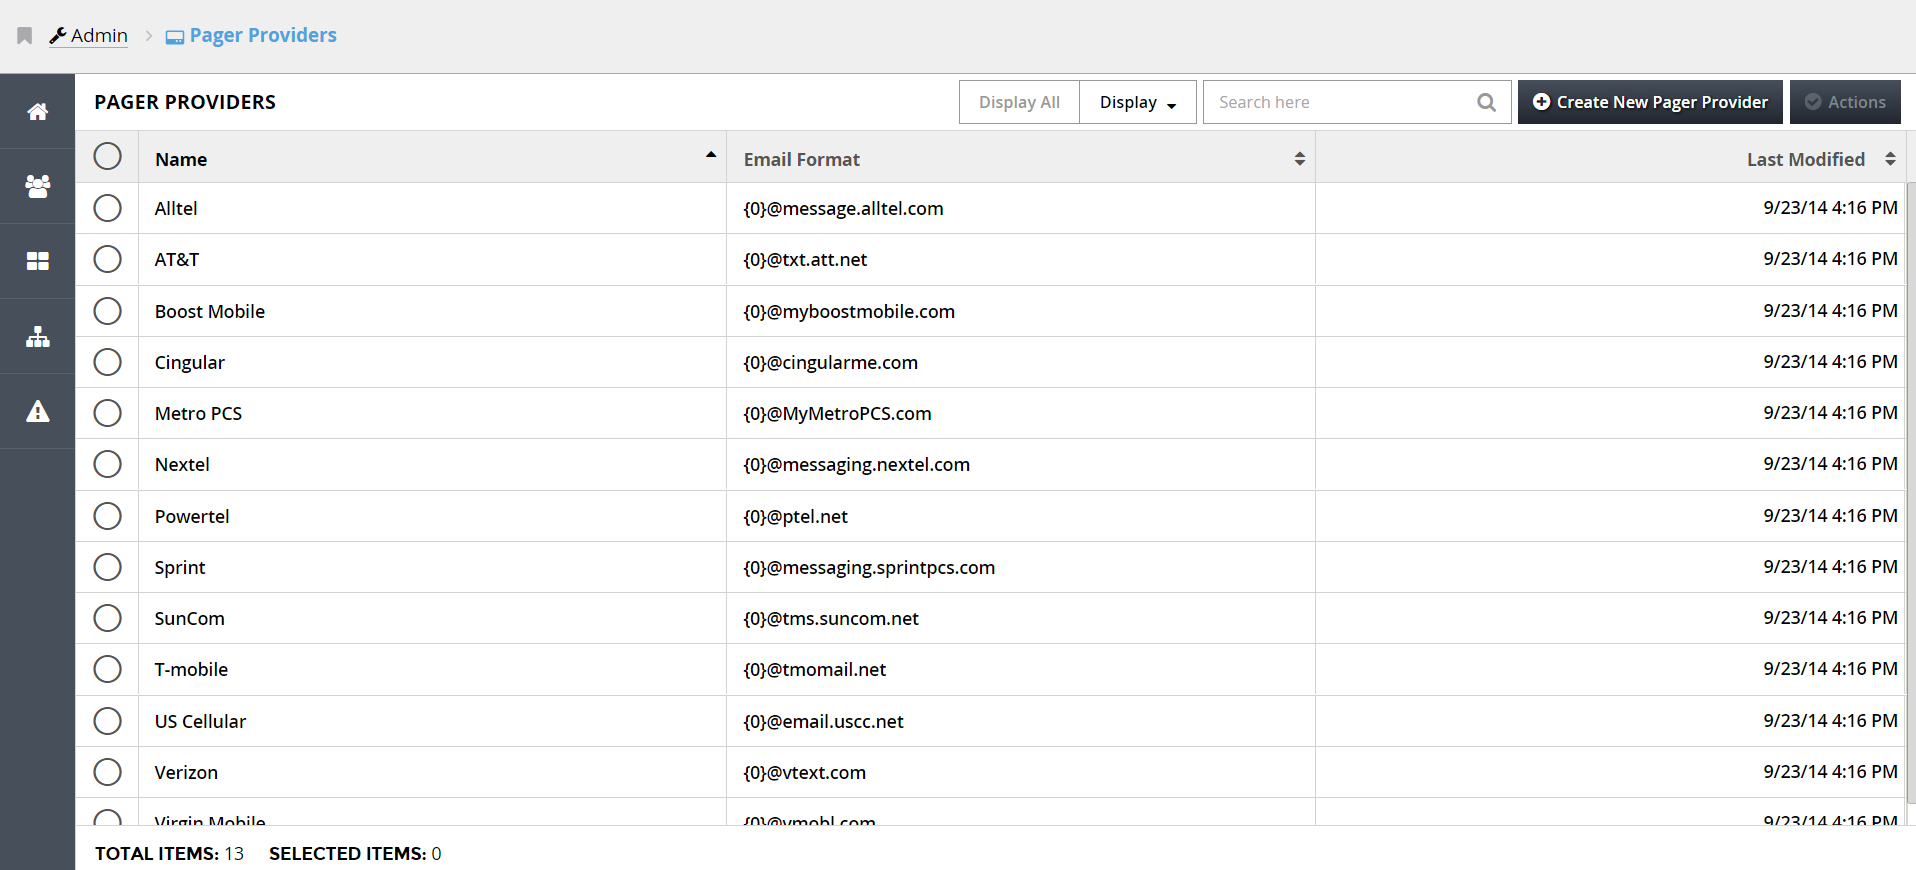 Admin > Pager Providers
PAGER PROVIDERS Display All Display Search here Create New Pager Provider Actions
Name Email Format Last Modified
Alltel {0}@message.alltel.com 9/23/14 4:16 PM
AT&T {0}@txt.att.net 9/23/14 4:16 PM
Boost Mobile {0}@myboostmobile.com 9/23/14 4:16 PM
Cingular {0}@cingularme.com 9/23/14 4:16 PM
Metro PCS {0}@MyMetroPCS.com 9/23/14 4:16 PM
Nextel {0}@messaging.nextel.com 9/23/14 4:16 PM
Powertel {0}@ptel.net 9/23/14 4:16 PM
Sprint {0}@messaging.sprintpcs.com 9/23/14 4:16 PM
SunCom {0}@tms.suncom.net 9/23/14 4:16 PM
T-mobile {0}@tmomail.net 9/23/14 4:16 PM
US Cellular {0}@email.uscc.net 9/23/14 4:16 PM
Verizon {0}@vtext.com 9/23/14 4:16 PM
Virgin Mobile {0}@vmobl.com 9/23/14 4:16 PM
TOTAL ITEMS: 13 SELECTED ITEMS: 0